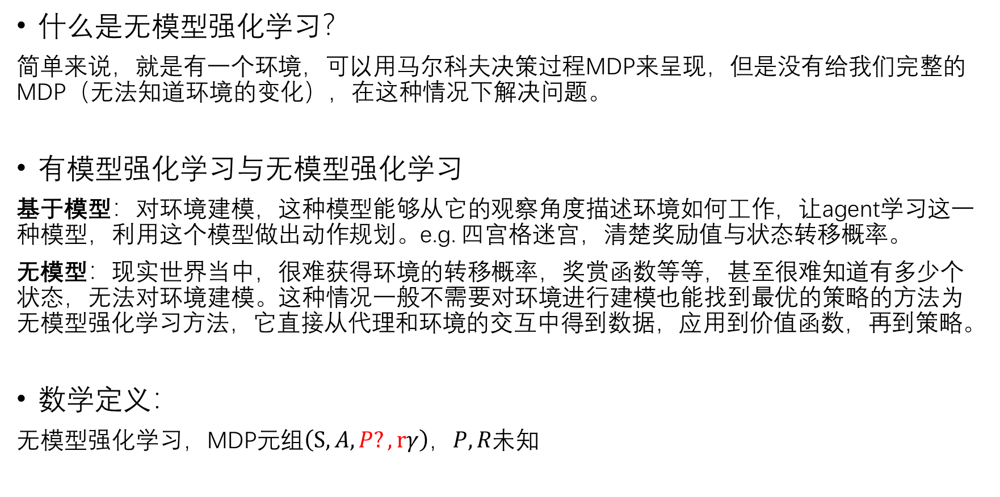 • 什么是无模型强化学习？
简单来说，就是有一个环境，可以用马尔科夫决策过程MDP来呈现，但是没有给我们完整的
MDP（无法知道环境的变化），在这种情况下解决问题。
• 有模型强化学习与无模型强化学习
基于模型：对环境建模，这种模型能够从它的观察角度描述环境如何工作，让agent学习这一
种模型，利用这个模型做出动作规划。e.g. 四宫格迷宫，清楚奖励值与状态转移概率。
无模型：现实世界当中，很难获得环境的转移概率，奖赏函数等等，甚至很难知道有多少个
状态，无法对环境建模。这种情况一般不需要对环境进行建模也能找到最优的策略的方法为
无模型强化学习方法，它直接从代理和环境的交互中得到数据，应用到价值函数，再到策略。
• 数学定义：
无模型强化学习，MDP元组(S, A, P?, rγ)，P, R未知